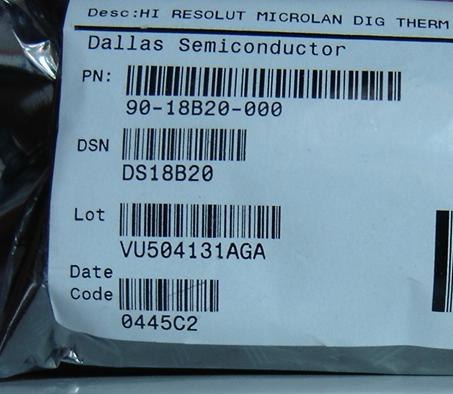 Desc:HI RESOLUT MICROLAN DIG THERM
Dallas Semiconductor
PN:
90-18B20-000
DSN
DS18B20
Lot
VU504131AGA
Date
Code
0445C2